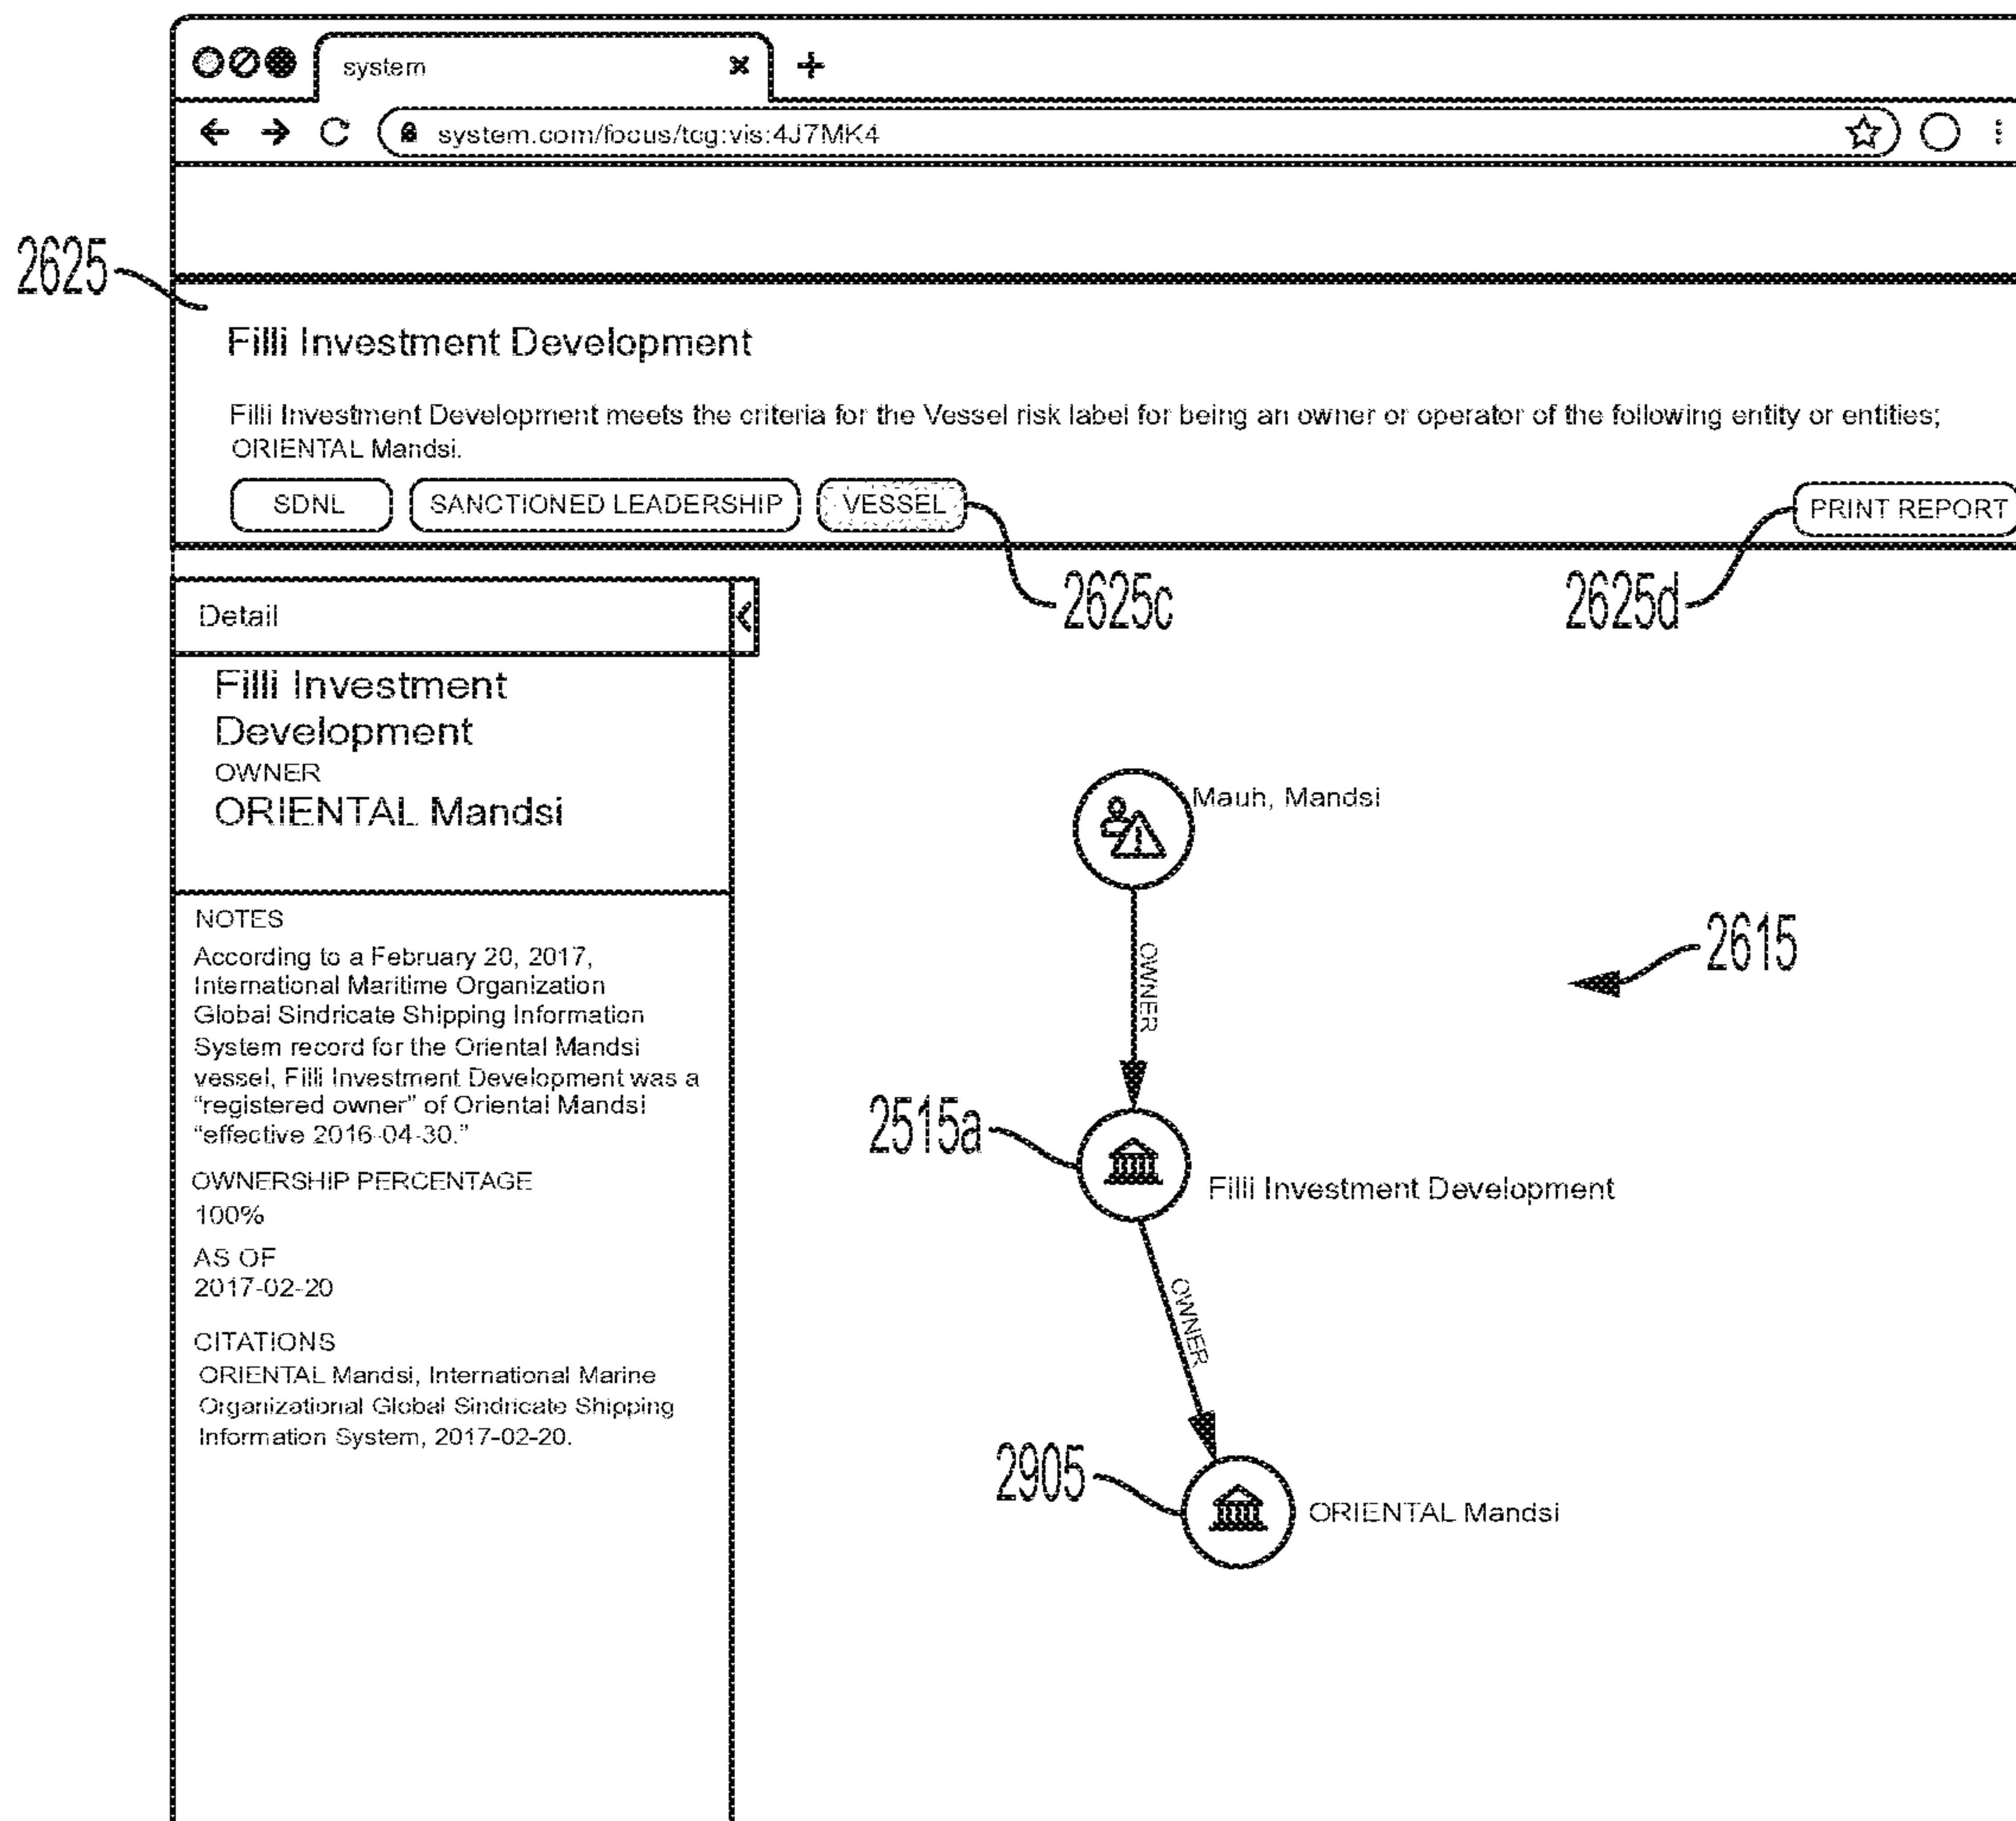 system
system.com/focus/tcg:vis:4J7MK4
2625
Filli Investment Development
Filli Investment Development meets the criteria for the Vessel risk label for being an owner or operator of the following entity or entities;
ORIENTAL Mandsi.
SDNL
SANCTIONED LEADERSHIP
VESSEL
PRINT REPORT
2625c
2625d
Detail
Filli Investment
Development
OWNER
ORIENTAL Mandsi
NOTES
According to a February 20, 2017,
International Maritime Organization
Global Sindricate Shipping Information
System record for the Oriental Mandsi
vessel, Filli Investment Development was a
“registered owner” of Oriental Mandsi
“effective 2016-04-30.”
OWNERSHIP PERCENTAGE
100%
AS OF
2017-02-20
CITATIONS
ORIENTAL Mandsi, International Marine
Organizational Global Sindricate Shipping
Information System, 2017-02-20.
Mauh, Mandsi
OWNER
2615
2515a
Filli Investment Development
OWNER
2905
ORIENTAL Mandsi